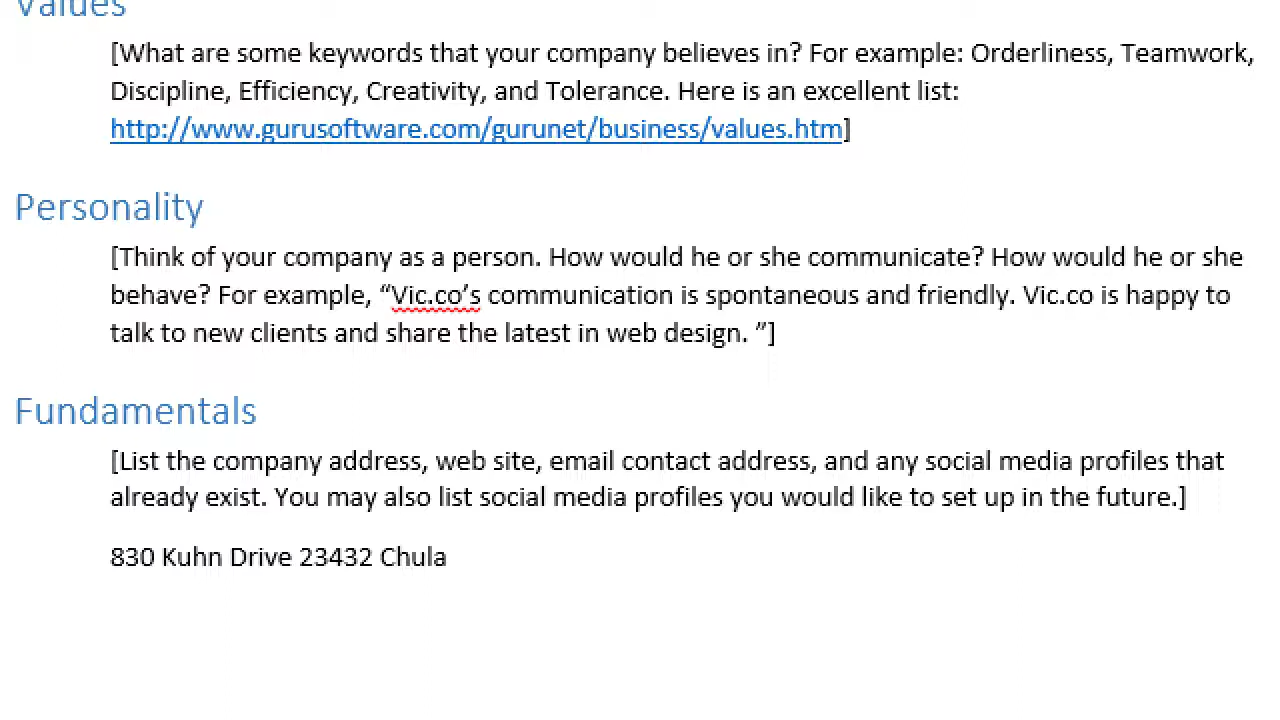 Values
[What are some keywords that your company believes in? For example: Orderliness, Teamwork,
Discipline, Efficiency, Creativity, and Tolerance. Here is an excellent list:
http://www.gurusoftware.com/gurunet/business/values.htm]
Personality
[Think of your company as a person. How would he or she communicate? How would he or she
behave? For example, “Vic.co’s communication is spontaneous and friendly. Vic.co is happy to
talk to new clients and share the latest in web design. ”]
Fundamentals
[List the company address, web site, email contact address, and any social media profiles that
already exist. You may also list social media profiles you would like to set up in the future.]
830 Kuhn Drive 23432 Chula